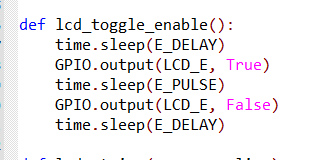 def lcd_toggle_enable():
    time.sleep(E_DELAY)
    GPIO.output(LCD_E, True)
    time.sleep(E_PULSE)
    GPIO.output(LCD_E, False)
    time.sleep(E_DELAY)